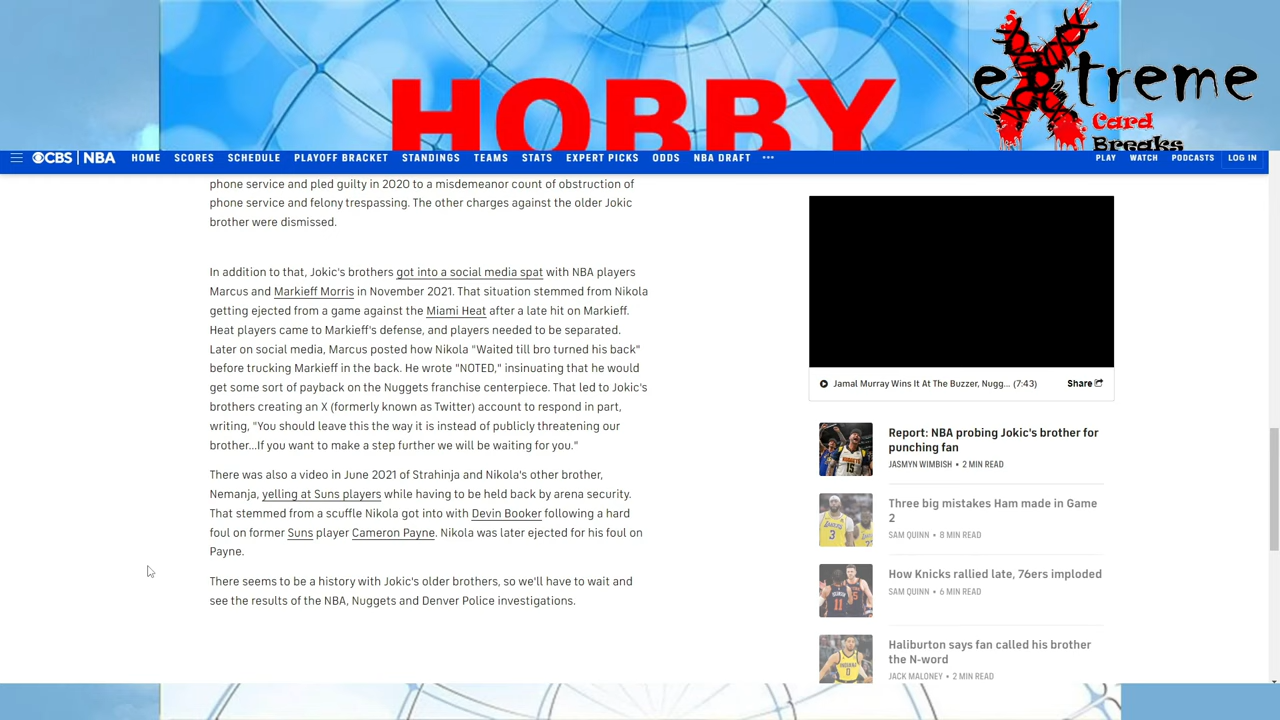 HOBBY
extreme
Card
Breaks
CBS | NBA HOME SCORES SCHEDULE PLAYOFF BRACKET STANDINGS TEAMS STATS EXPERT PICKS ODDS NBA DRAFT ••• PLAY WATCH PODCASTS LOG IN
phone service and pled guilty in 2020 to a misdemeanor count of obstruction of
phone service and felony trespassing. The other charges against the older Jokic
brother were dismissed.
In addition to that, Jokic's brothers got into a social media spat with NBA players
Marcus and Markieff Morris in November 2021. That situation stemmed from Nikola
getting ejected from a game against the Miami Heat after a late hit on Markieff.
Heat players came to Markieff's defense, and players needed to be separated.
Later on social media, Marcus posted how Nikola "Waited till bro turned his back"
before trucking Markieff in the back. He wrote "NOTED," insinuating that he would
get some sort of payback on the Nuggets franchise centerpiece. That led to Jokic's
brothers creating an X (formerly known as Twitter) account to respond in part,
writing, "You should leave this the way it is instead of publicly threatening our
brother...If you want to make a step further we will be waiting for you."
There was also a video in June 2021 of Strahinja and Nikola's other brother,
Nemanja, yelling at Suns players while having to be held back by arena security.
That stemmed from a scuffle Nikola got into with Devin Booker following a hard
foul on former Suns player Cameron Payne. Nikola was later ejected for his foul on
Payne.
There seems to be a history with Jokic's older brothers, so we'll have to wait and
see the results of the NBA, Nuggets and Denver Police investigations.
Jamal Murray Wins It At The Buzzer, Nugg... (7:43) Share
Report: NBA probing Jokic's brother for
punching fan
JASMYN WIMBISH • 2 MIN READ
Three big mistakes Ham made in Game
2
SAM QUINN • 8 MIN READ
How Knicks rallied late, 76ers imploded
SAM QUINN • 6 MIN READ
Haliburton says fan called his brother
the N-word
JACK MALONEY • 2 MIN READ